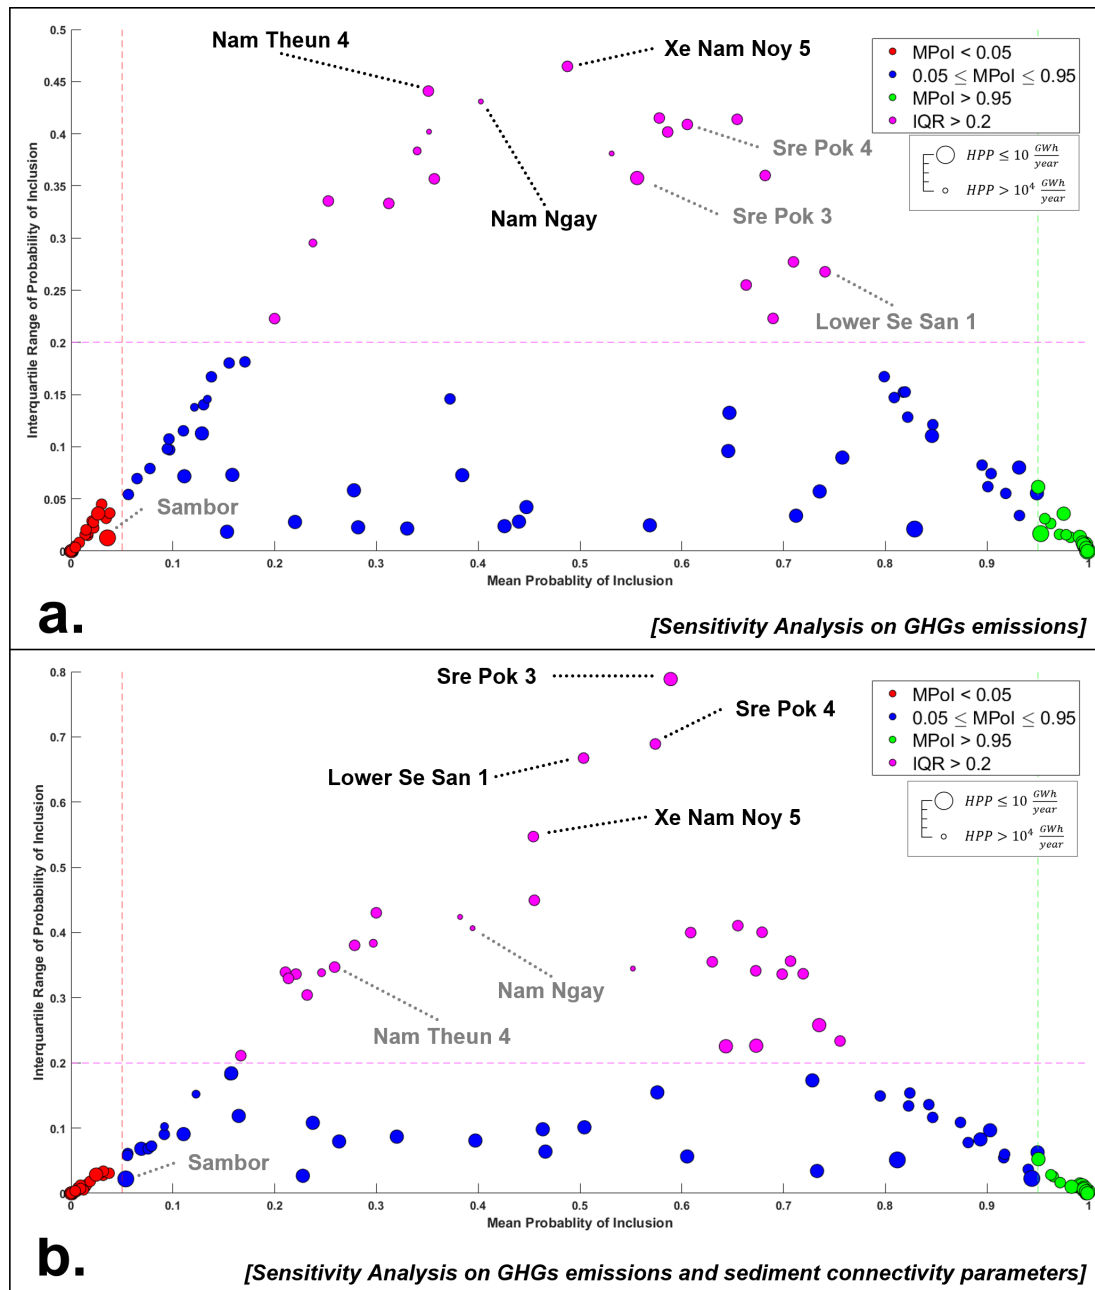 0.5
0.45
0.4
0.35
0.3
0.25
0.2
0.15
0.1
0.05
0
Interquartile Range of Probability of Inclusion
Nam Theun 4
Xe Nam Noy 5
Sre Pok 4
Nam Ngay
Sre Pok 3
Lower Se San 1
Sambor
MPoI < 0.05
0.05 ≤ MPoI ≤ 0.95
MPoI > 0.95
IQR > 0.2
HPP ≤ 10 GWh/year
HPP > 10⁴ GWh/year
0 0.1 0.2 0.3 0.4 0.5 0.6 0.7 0.8 0.9 1
Mean Probablity of Inclusion
a.
[Sensitivity Analysis on GHGs emissions]
0.8
0.7
0.6
0.5
0.4
0.3
0.2
0.1
0
Interquartile Range of Probability of Inclusion
Sre Pok 3
Sre Pok 4
Lower Se San 1
Xe Nam Noy 5
Nam Ngay
Nam Theun 4
Sambor
MPoI < 0.05
0.05 ≤ MPoI ≤ 0.95
MPoI > 0.95
IQR > 0.2
HPP ≤ 10 GWh/year
HPP > 10⁴ GWh/year
0 0.1 0.2 0.3 0.4 0.5 0.6 0.7 0.8 0.9 1
Mean Probablity of Inclusion
b.
[Sensitivity Analysis on GHGs emissions and sediment connectivity parameters]